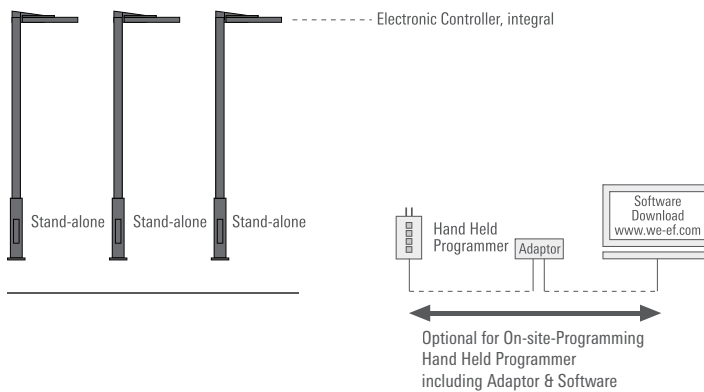 Electronic Controller, integral
Stand-alone
Stand-alone
Stand-alone
Hand Held
Programmer
Adaptor
Software
Download
www.we-ef.com
Optional for On-site-Programming
Hand Held Programmer
including Adaptor & Software